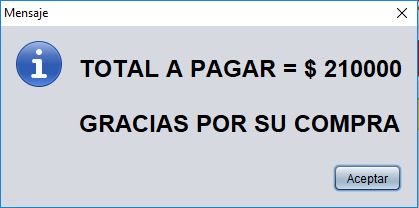 Mensaje
TOTAL A PAGAR = $ 210000
GRACIAS POR SU COMPRA
Aceptar